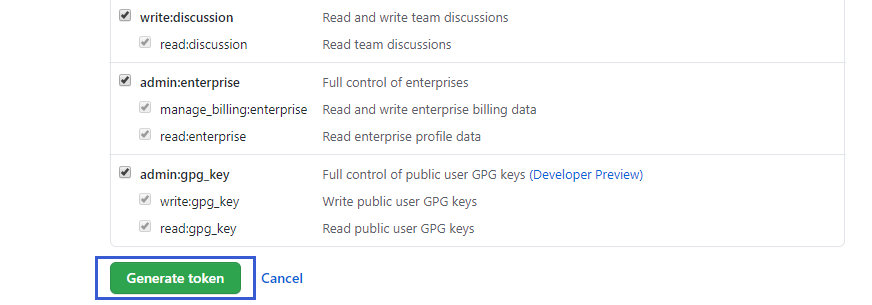 write:discussion Read and write team discussions
read:discussion Read team discussions
admin:enterprise Full control of enterprises
manage_billing:enterprise Read and write enterprise billing data
read:enterprise Read enterprise profile data
admin:gpg_key Full control of public user GPG keys (Developer Preview)
write:gpg_key Write public user GPG keys
read:gpg_key Read public user GPG keys
Generate token Cancel